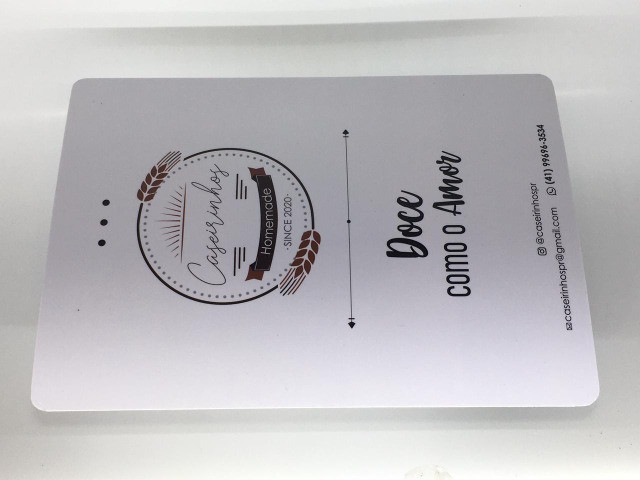 Caseirinhos
Homemade
·SINCE 2020·
Doce
como o Amor
@caseirinhospr
caseirinhospr@gmail.com (41) 99696-3534